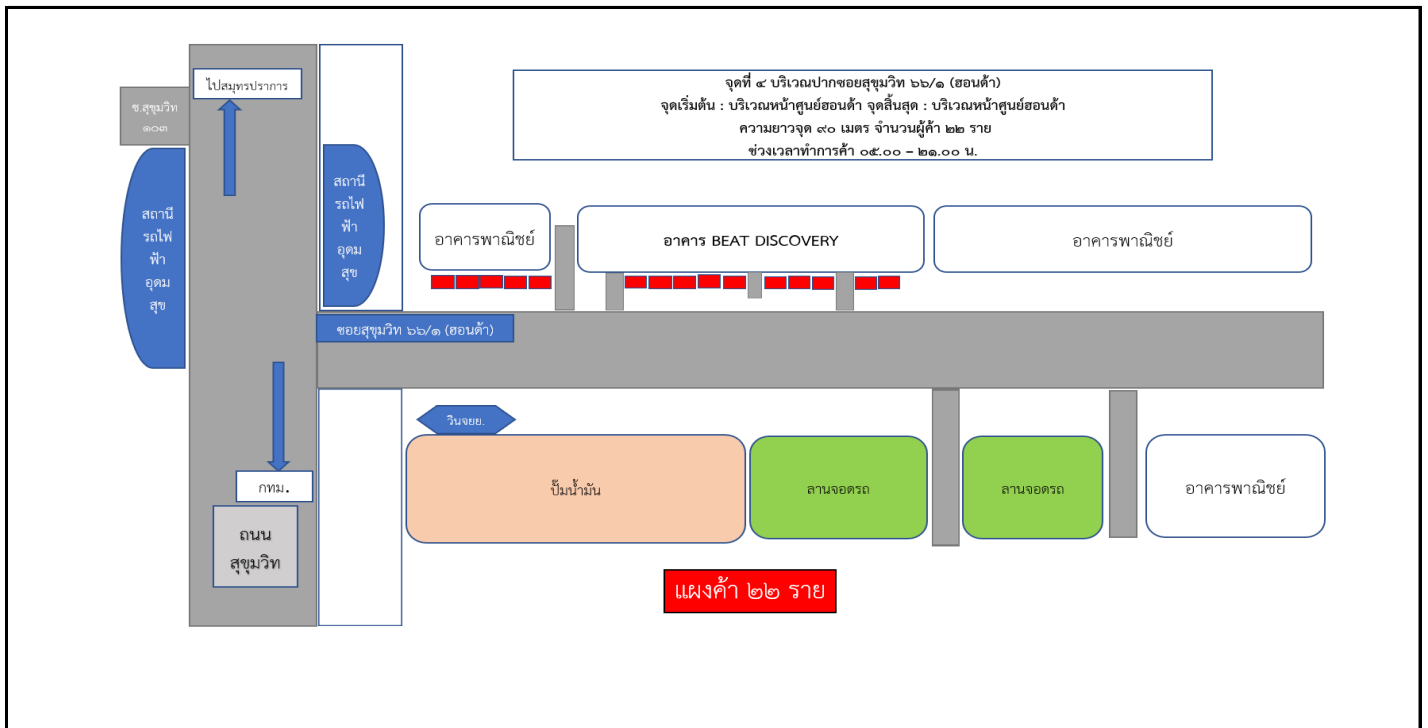 ไปสมุทรปราการ
ซ.สุขุมวิท
๑๐๓
จุดที่ ๔ บริเวณปากซอยสุขุมวิท ๖๖/๑ (ฮอนด้า)
จุดเริ่มต้น : บริเวณหน้าศูนย์ฮอนด้า จุดสิ้นสุด : บริเวณหน้าศูนย์ฮอนด้า
ความยาวจุด ๙๐ เมตร จำนวนผู้ค้า ๒๒ ราย
ช่วงเวลาทำการค้า ๐๕.๐๐ – ๒๑.๐๐ น.
สถานี
รถไฟ
ฟ้า
อุดม
สุข
สถานี
รถไฟ
ฟ้า
อุดม
สุข
อาคารพาณิชย์
อาคาร BEAT DISCOVERY
อาคารพาณิชย์
ซอยสุขุมวิท ๖๖/๑ (ฮอนด้า)
วินจยย.
ปั๊มน้ำมัน
ลานจอดรถ
ลานจอดรถ
อาคารพาณิชย์
กทม.
ถนน
สุขุมวิท
แผงค้า ๒๒ ราย